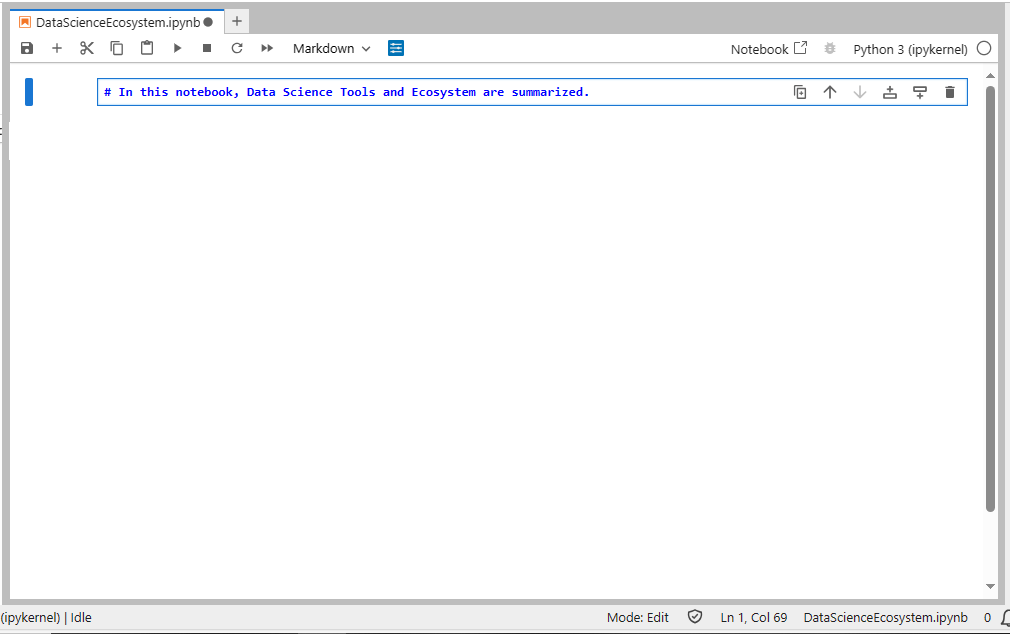 DataScienceEcosystem.ipynb
Markdown
Notebook
Python 3 (ipykernel)
# In this notebook, Data Science Tools and Ecosystem are summarized.
(ipykernel) | Idle
Mode: Edit
Ln 1, Col 69
DataScienceEcosystem.ipynb
0